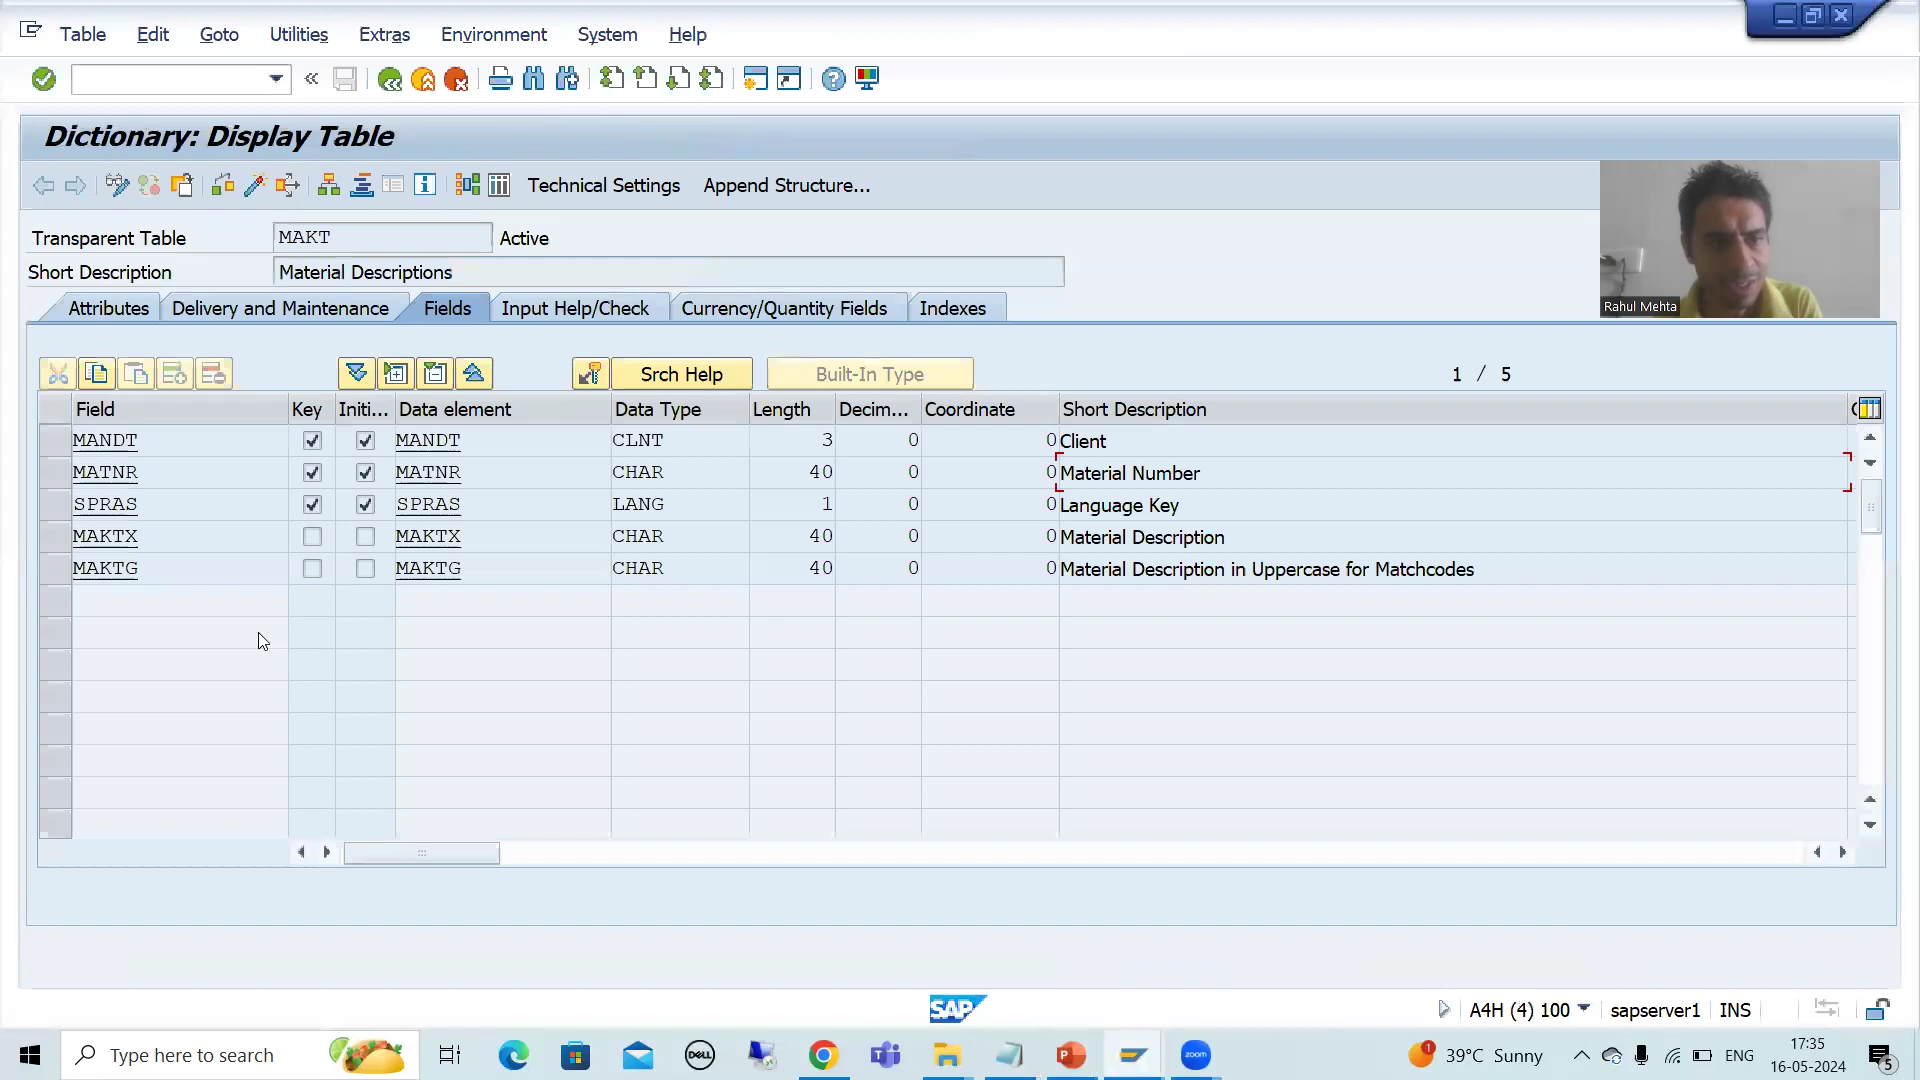 Table Edit Goto Utilities Extras Environment System Help
Dictionary: Display Table
Technical Settings Append Structure...
Transparent Table MAKT Active
Short Description Material Descriptions
Attributes Delivery and Maintenance Fields Input Help/Check Currency/Quantity Fields Indexes
Rahul Mehta
Srch Help Built-In Type 1 / 5
Field Key Initi... Data element Data Type Length Decim... Coordinate Short Description
MANDT MANDT CLNT 3 0 0 Client
MATNR MATNR CHAR 40 0 0 Material Number
SPRAS SPRAS LANG 1 0 0 Language Key
MAKTX MAKTX CHAR 40 0 0 Material Description
MAKTG MAKTG CHAR 40 0 0 Material Description in Uppercase for Matchcodes
SAP
A4H (4) 100 sapserver1 INS
Type here to search
DELL
zoom
1
39°C Sunny
ENG
17:35
16-05-2024
5